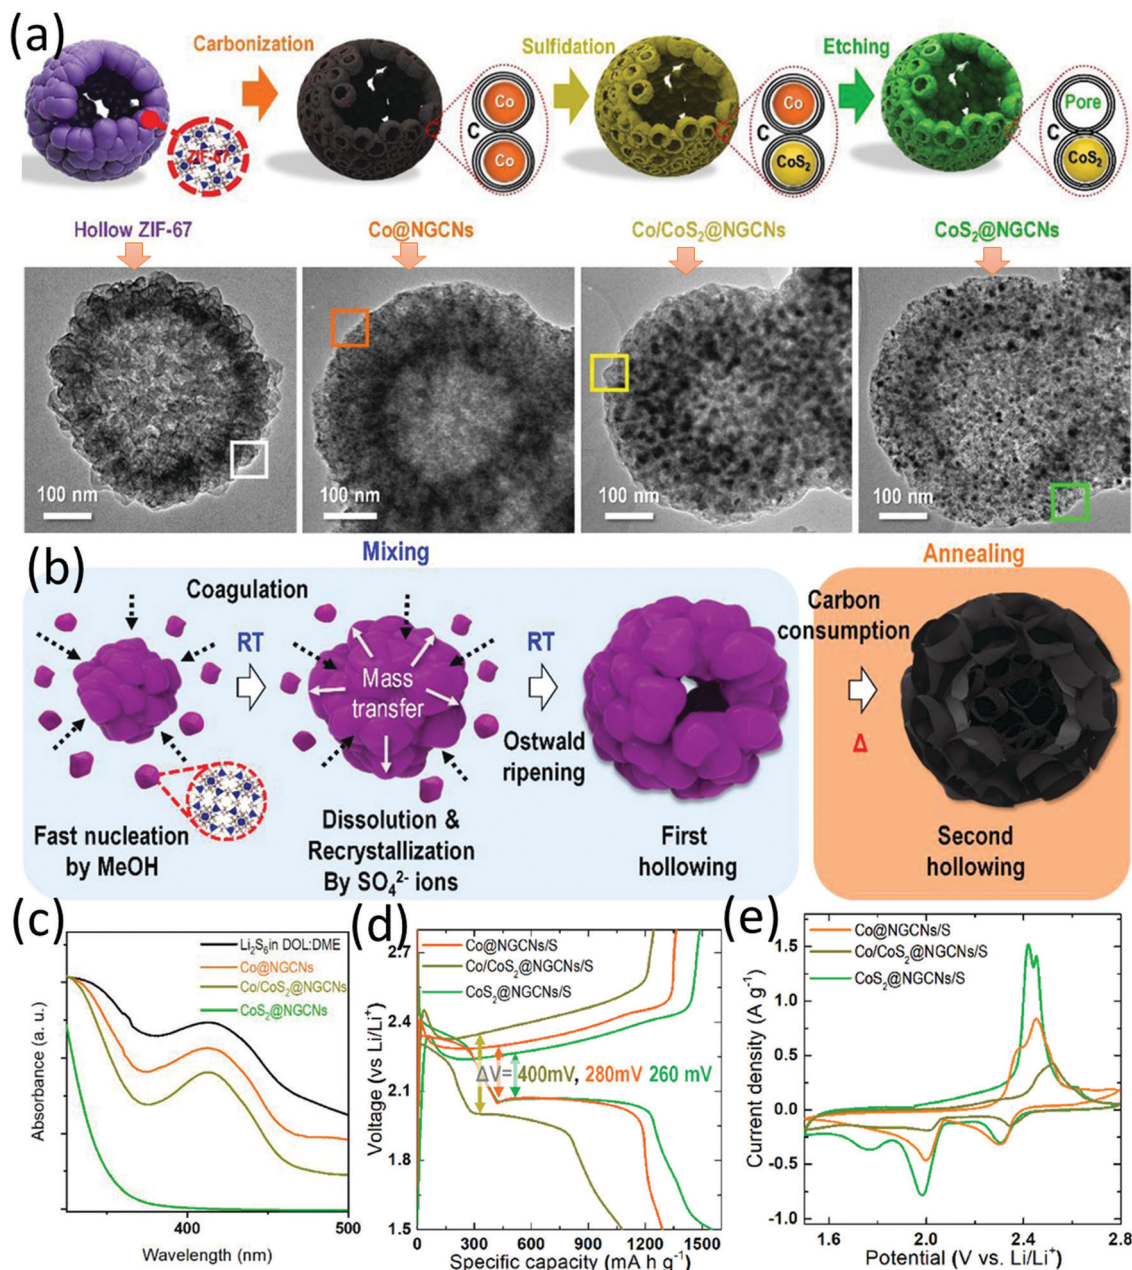 (a)
Carbonization
Sulfidation
Etching
ZIF-67
C
Co
Co
C
Co
CoS2
C
Pore
CoS2
Hollow ZIF-67
Co@NGCNs
Co/CoS2@NGCNs
CoS2@NGCNs
100 nm
100 nm
100 nm
100 nm
(b)
Mixing
Annealing
Coagulation
RT
Mass
transfer
RT
Ostwald
ripening
Carbon
consumption
Δ
Fast nucleation
by MeOH
Dissolution &
Recrystallization
By SO4²⁻ ions
First
hollowing
Second
hollowing
(c)
Li2S6in DOL:DME
Co@NGCNs
Co/CoS2@NGCNs
CoS2@NGCNs
Absorbance (a. u.)
400
500
Wavelength (nm)
(d)
Co@NGCNs/S
Co/CoS2@NGCNs/S
CoS2@NGCNs/S
ΔV= 400mV, 280mV 260 mV
Voltage (vs Li/Li⁺)
2.7
2.4
2.1
1.8
1.5
0
300
600
900
1200
1500
Specific capacity (mA h g⁻¹)
(e)
Co@NGCNs/S
Co/CoS2@NGCNs/S
CoS2@NGCNs/S
Current density (A g⁻¹)
1.5
1.0
0.5
0.0
-0.5
-1.0
1.6
2.0
2.4
2.8
Potential (V vs. Li/Li⁺)